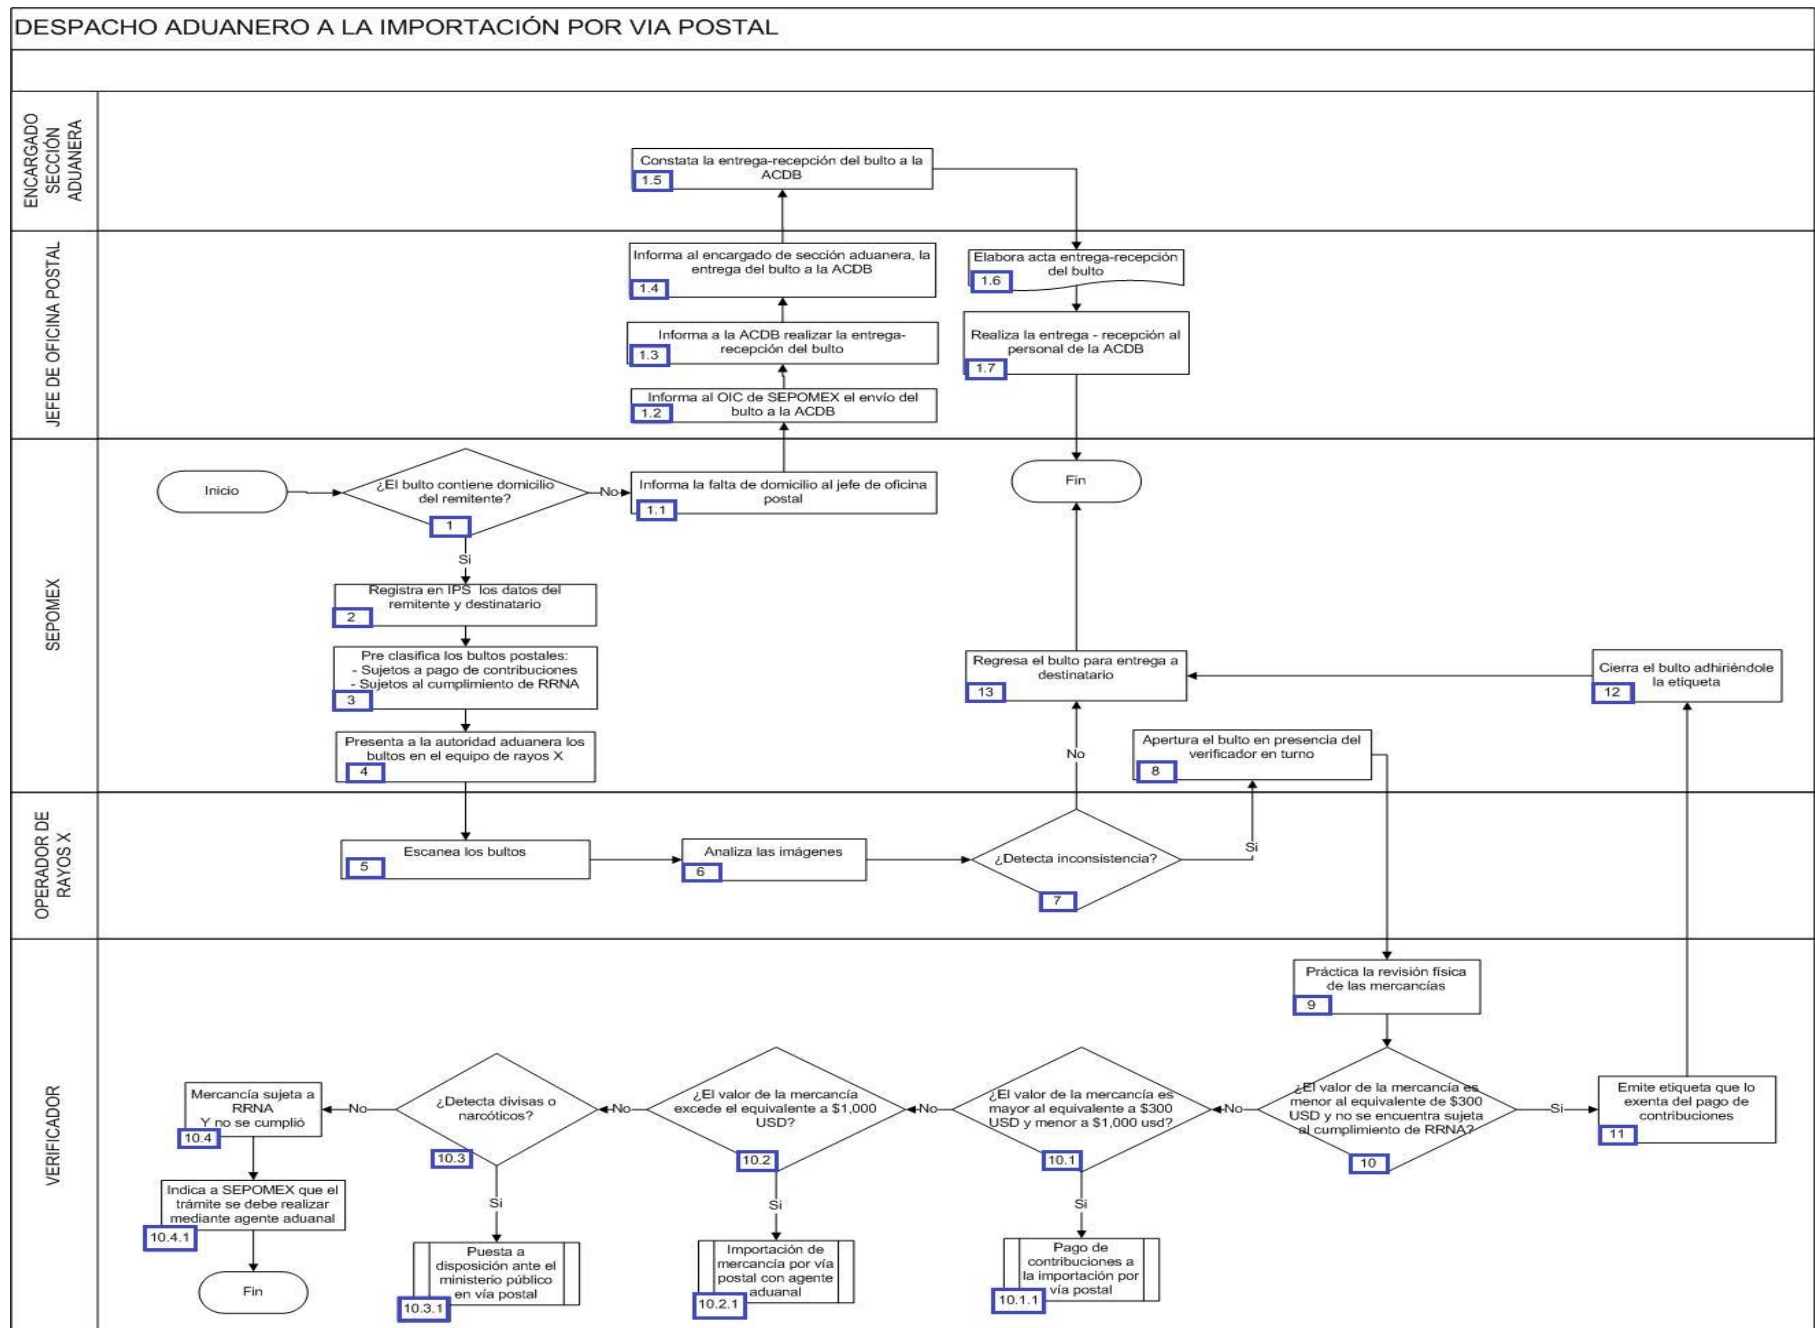 DESPACHO ADUANERO A LA IMPORTACIÓN POR VIA POSTAL
ENCARGADO
SECCIÓN
ADUANERA
Constata la entrega-recepción del bulto a la
ACDB
1.5
JEFE DE OFICINA POSTAL
Informa al encargado de sección aduanera, la
entrega del bulto a la ACDB
1.4
Elabora acta entrega-recepción
del bulto
1.6
Informa a la ACDB realizar la entrega-
recepción del bulto
1.3
Realiza la entrega - recepción al
personal de la ACDB
1.7
Informa al OIC de SEPOMEX el envío del
bulto a la ACDB
1.2
SEPOMEX
Inicio
¿El bulto contiene domicilio
del remitente?
1
No
Informa la falta de domicilio al jefe de oficina
postal
1.1
Fin
Si
Registra en IPS los datos del
remitente y destinatario
2
Pre clasifica los bultos postales:
- Sujetos a pago de contribuciones
- Sujetos al cumplimiento de RRNA
3
Regresa el bulto para entrega a
destinatario
13
Cierra el bulto adhiriéndole
la etiqueta
12
Presenta a la autoridad aduanera los
bultos en el equipo de rayos X
4
No
Apertura el bulto en presencia del
verificador en turno
8
OPERADOR DE
RAYOS X
Escanea los bultos
5
Analiza las imágenes
6
¿Detecta inconsistencia?
7
Si
VERIFICADOR
Práctica la revisión física
de las mercancías
9
Mercancía sujeta a
RRNA
Y no se cumplió
10.4
No
¿Detecta divisas o
narcóticos?
10.3
No
¿El valor de la mercancía
excede el equivalente a $1,000
USD?
10.2
No
¿El valor de la mercancía es
mayor al equivalente a $300
USD y menor a $1,000 usd?
10.1
No
¿El valor de la mercancía es
menor al equivalente de $300
USD y no se encuentra sujeta
al cumplimiento de RRNA?
10
Si
Emite etiqueta que lo
exenta del pago de
contribuciones
11
Indica a SEPOMEX que el
trámite se debe realizar
mediante agente aduanal
10.4.1
Si
Si
Si
Fin
Puesta a
disposición ante el
ministerio público
en vía postal
10.3.1
Importación de
mercancía por vía
postal con agente
aduanal
10.2.1
Pago de
contribuciones a
la importación por
vía postal
10.1.1